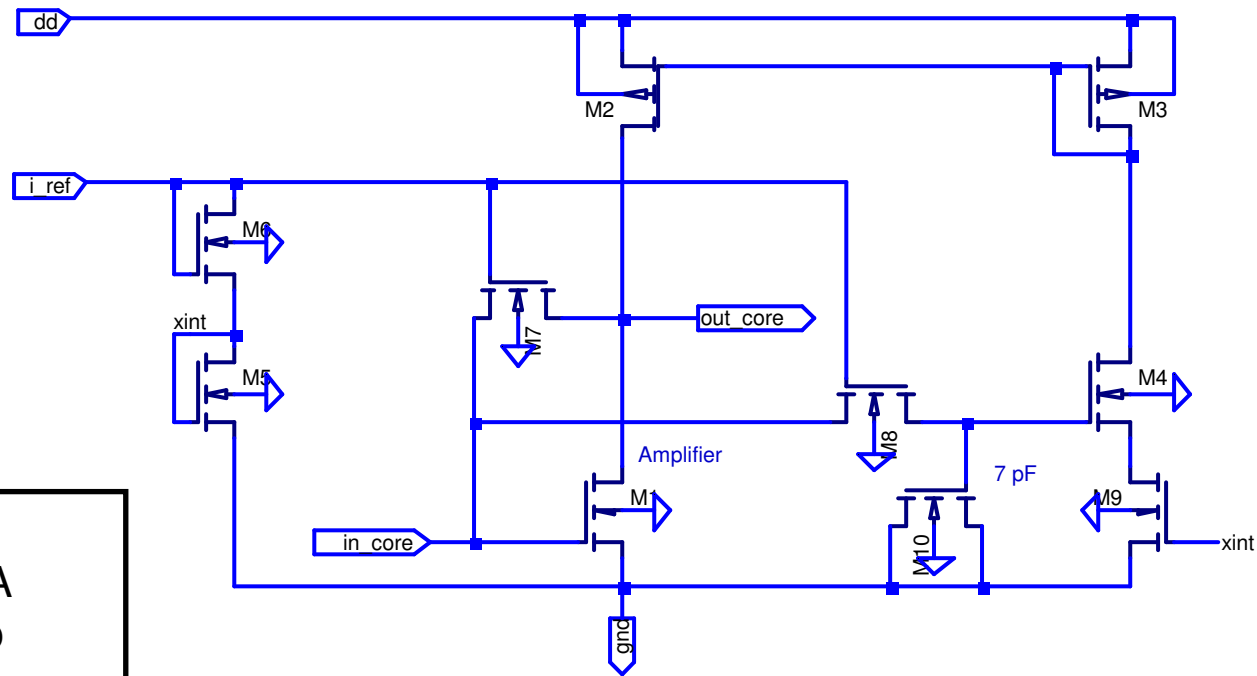 dd
M2
M3
i_ref
M6
xint
out_core
M7
M5
M4
M8
Amplifier
7 pF
M1
M9
in_core
M10
xint
A
gnd